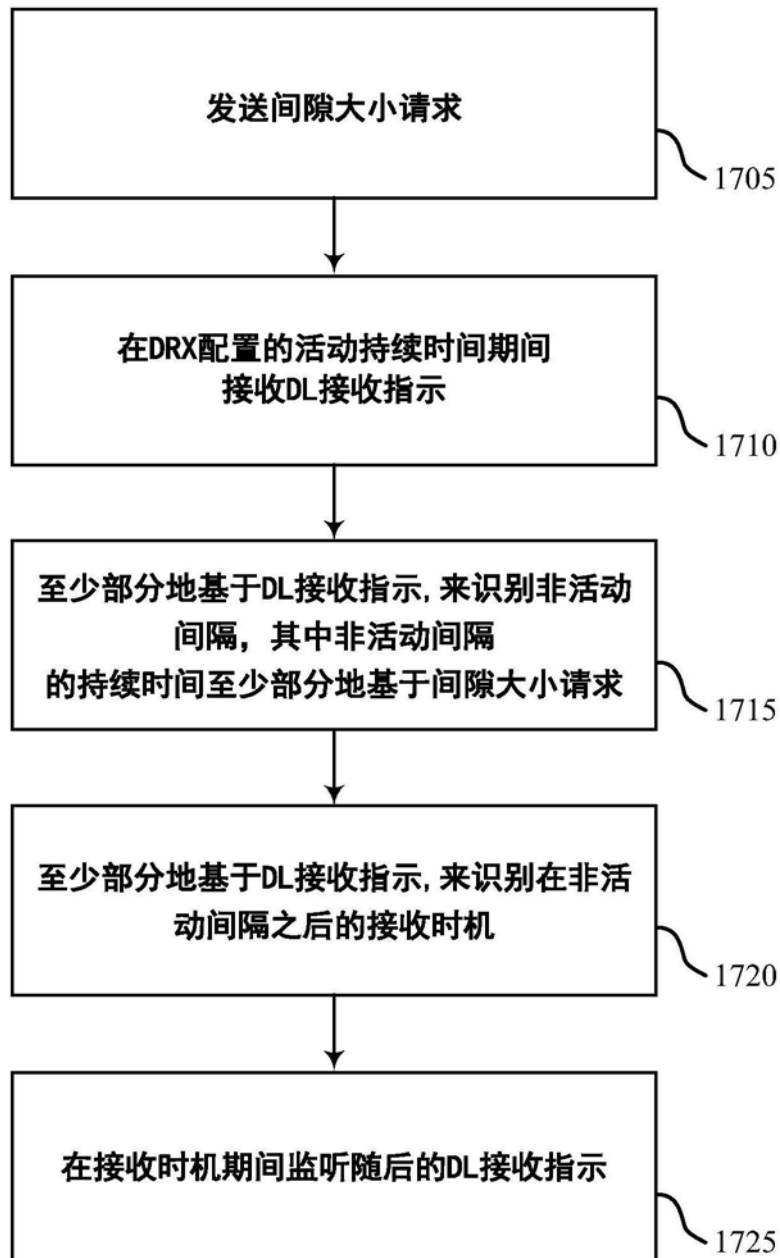 发送间隙大小请求
1705
在DRX配置的活动持续时间期间
接收DL接收指示
1710
至少部分地基于DL接收指示,来识别非活动
间隔，其中非活动间隔
的持续时间至少部分地基于间隙大小请求
1715
至少部分地基于DL接收指示,来识别在非活
动间隔之后的接收时机
1720
在接收时机期间监听随后的DL接收指示
1725